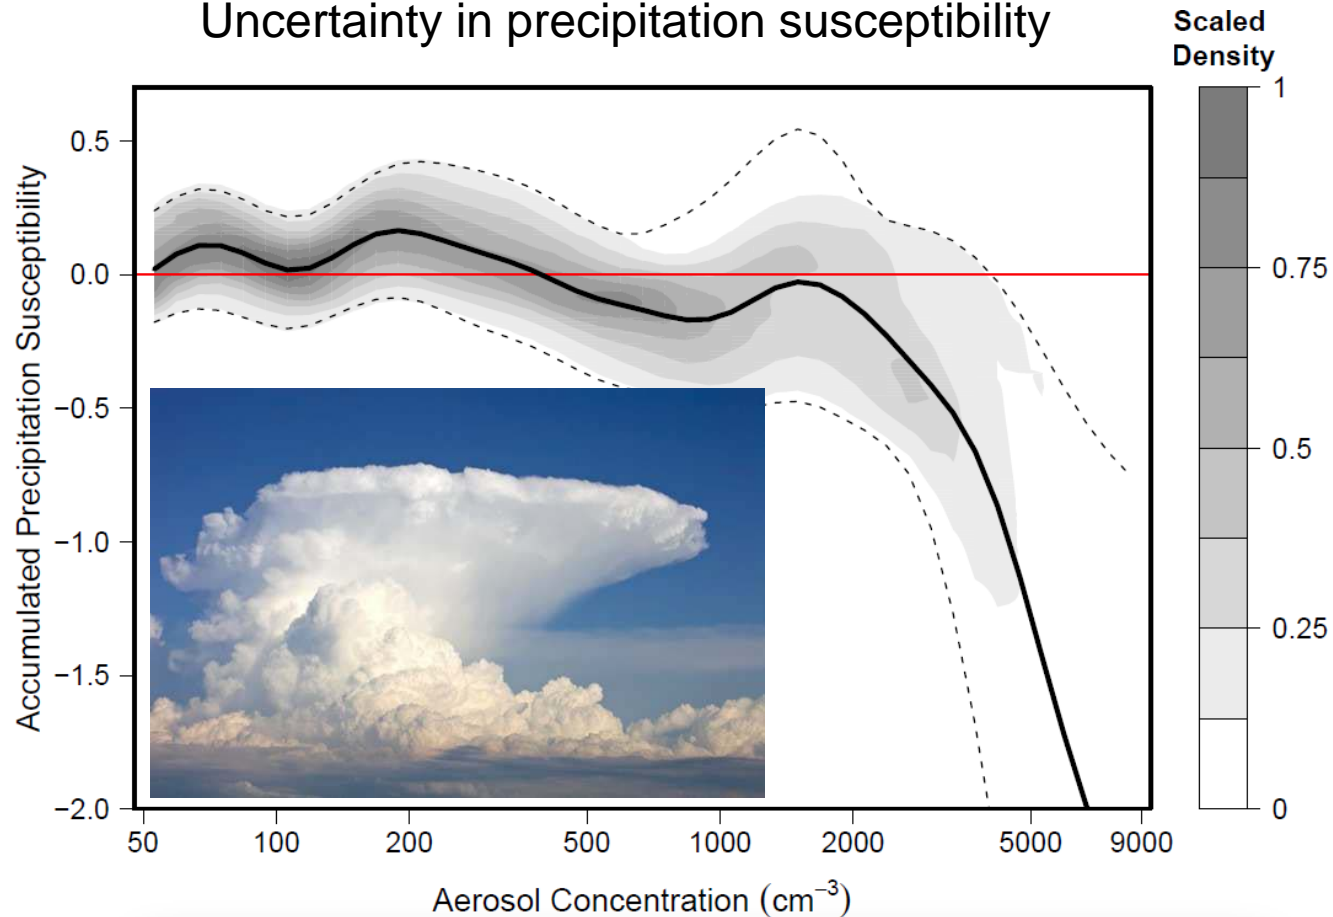 Uncertainty in precipitation susceptibility
Scaled
Density
1
0.75
0.5
0.25
0
Accumulated Precipitation Susceptibility
0.5
0.0
−0.5
−1.0
−1.5
−2.0
50 100 200 500 1000 2000 5000 9000
Aerosol Concentration (cm⁻³)